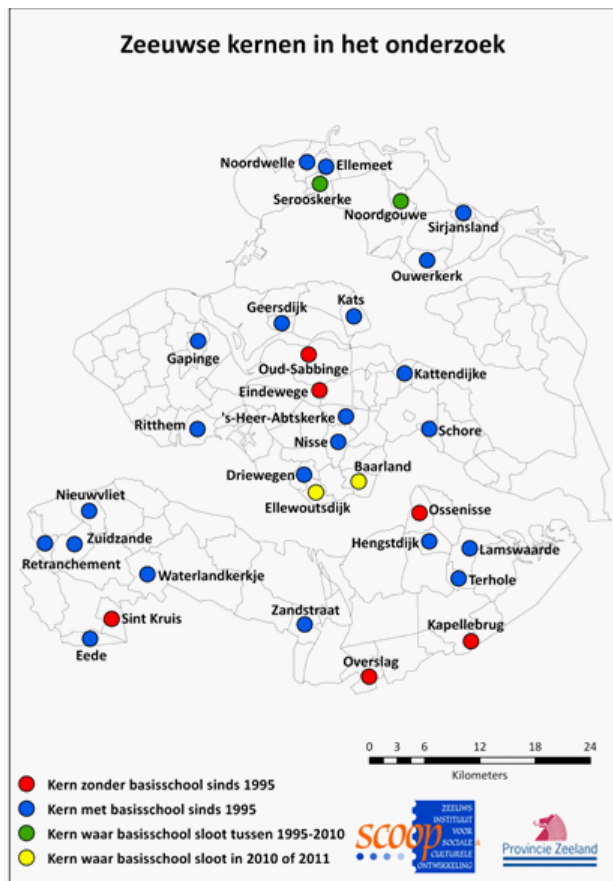 Zeeuwse kernen in het onderzoek
Noordwelle
Ellemeet
Serooskerke
Noordgouwe
Sirjansland
Ouwerkerk
Geersdijk
Kats
Gapinge
Oud-Sabbinge
Kattendijke
Eindewege
's-Heer-Abtskerke
Ritthem
Schore
Nisse
Driewegen
Baarland
Ellewoutsdijk
Nieuwvliet
Ossenisse
Zuidzande
Hengstdijk
Lamswaarde
Retranchement
Waterlandkerkje
Terhole
Zandstraat
Sint Kruis
Kapellebrug
Eede
Overslag
0 3 6 12 18 24
Kilometers
Kern zonder basisschool sinds 1995
Kern met basisschool sinds 1995
Kern waar basisschool sloot tussen 1995-2010
Kern waar basisschool sloot in 2010 of 2011
scoop
ZEEUWS
INSTITUUT
VOOR
SOCIALE &
CULTURELE
ONTWIKKELING
Provincie Zeeland